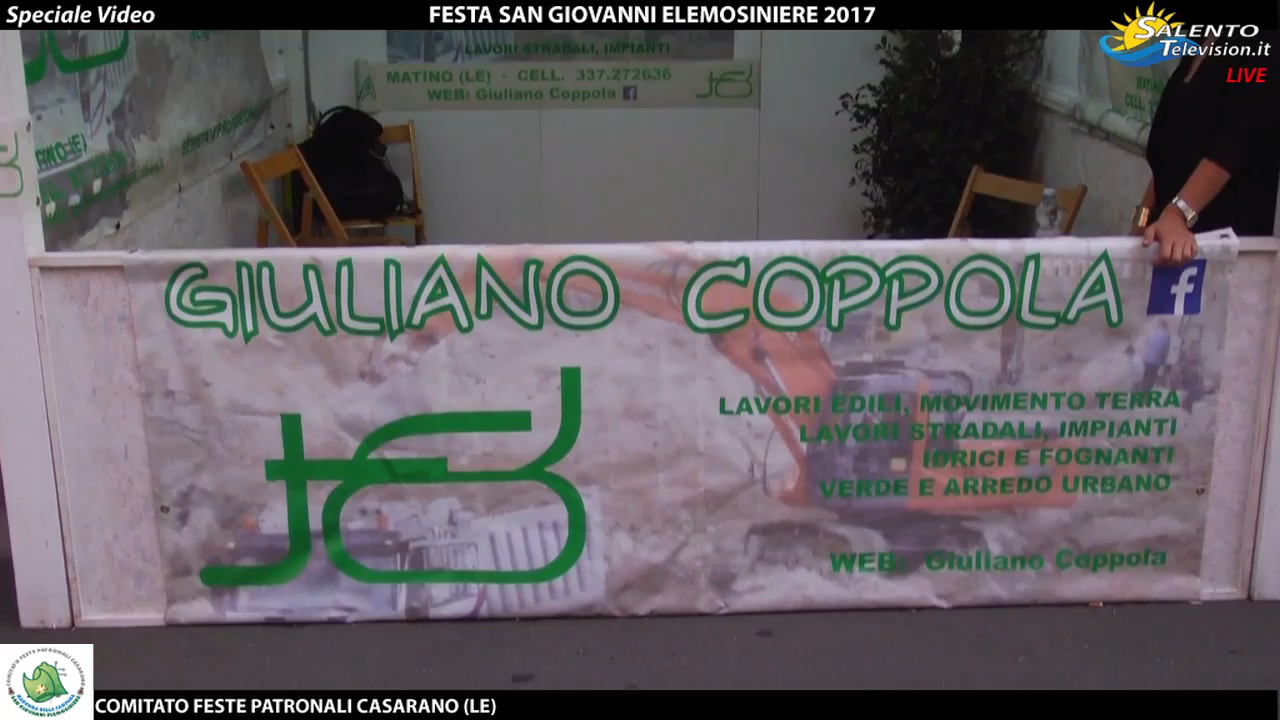 Speciale Video
FESTA SAN GIOVANNI ELEMOSINIERE 2017
SALENTO
Television.it
LIVE
LAVORI STRADALI, IMPIANTI
MATINO (LE) - CELL. 337.272636
WEB: Giuliano Coppola f
GIULIANO COPPOLA
f
LAVORI EDILI, MOVIMENTO TERRA
LAVORI STRADALI, IMPIANTI
IDRICI E FOGNANTI
VERDE E ARREDO URBANO
WEB: Giuliano Coppola
COMITATO FESTE PATRONALI CASARANO (LE)